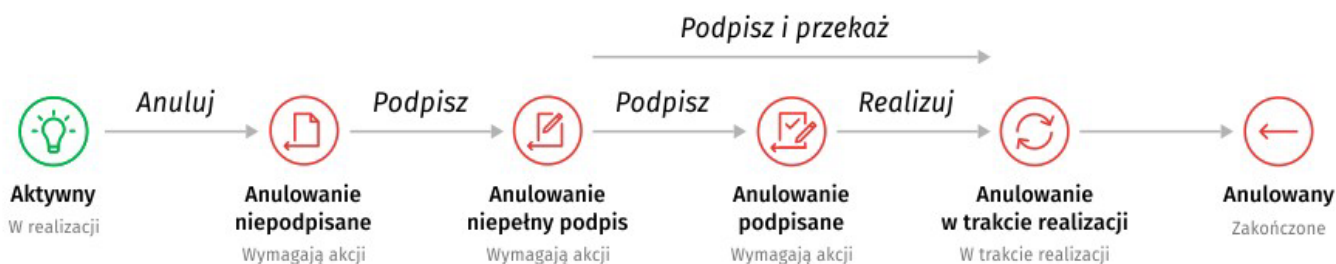 Podpisz i przekaż
Anuluj
Podpisz
Podpisz
Realizuj
Aktywny
W realizacji
Anulowanie
niepodpisane
Wymagają akcji
Anulowanie
niepełny podpis
Wymagają akcji
Anulowanie
podpisane
Wymagają akcji
Anulowanie
w trakcie realizacji
W trakcie realizacji
Anulowany
Zakończone